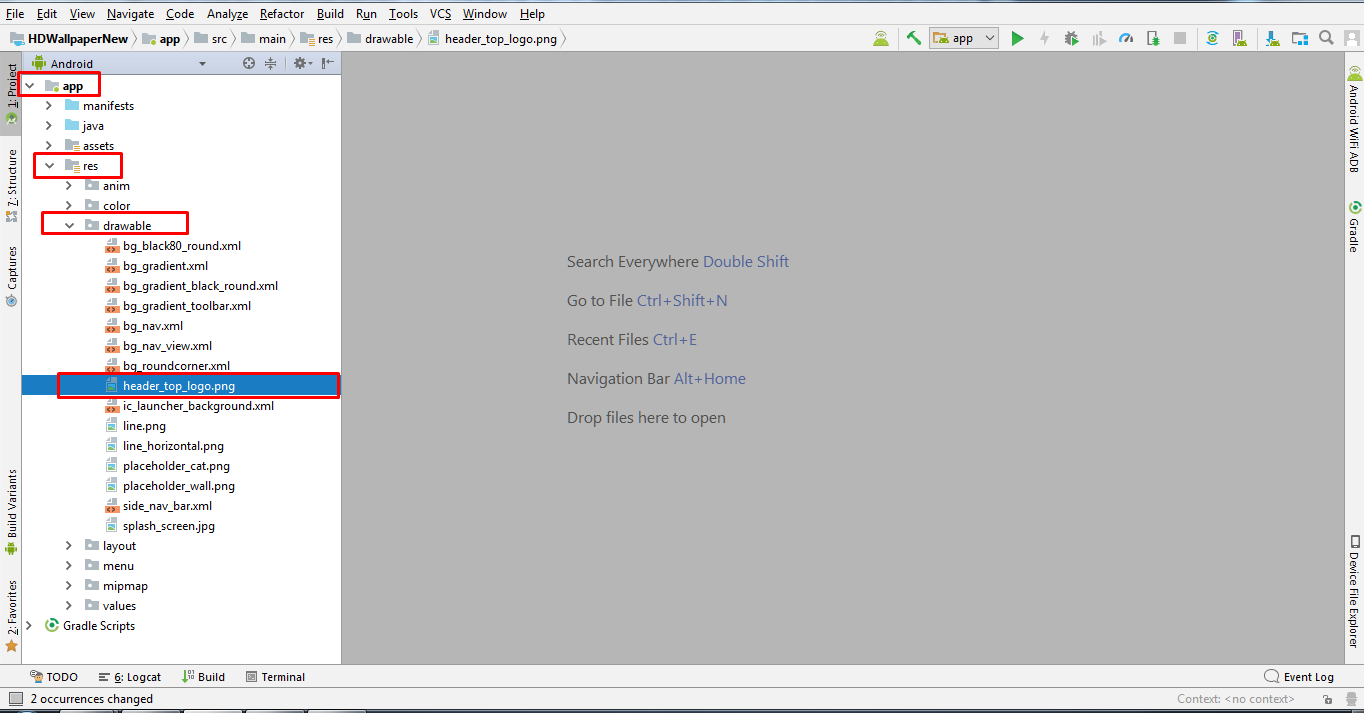 File Edit View Navigate Code Analyze Refactor Build Run Tools VCS Window Help
HDWallpaperNew app src main res drawable header_top_logo.png app
Android
1: Project
7: Structure
Captures
Build Variants
2: Favorites
app
manifests
java
assets
res
anim
color
drawable
bg_black80_round.xml
bg_gradient.xml
bg_gradient_black_round.xml
bg_gradient_toolbar.xml
bg_nav.xml
bg_nav_view.xml
bg_roundcorner.xml
header_top_logo.png
ic_launcher_background.xml
line.png
line_horizontal.png
placeholder_cat.png
placeholder_wall.png
side_nav_bar.xml
splash_screen.jpg
layout
menu
mipmap
values
Gradle Scripts
Search Everywhere Double Shift
Go to File Ctrl+Shift+N
Recent Files Ctrl+E
Navigation Bar Alt+Home
Drop files here to open
Android WiFi ADB
Gradle
Device File Explorer
TODO 6: Logcat Build Terminal Event Log
2 occurrences changed Context: <no context>